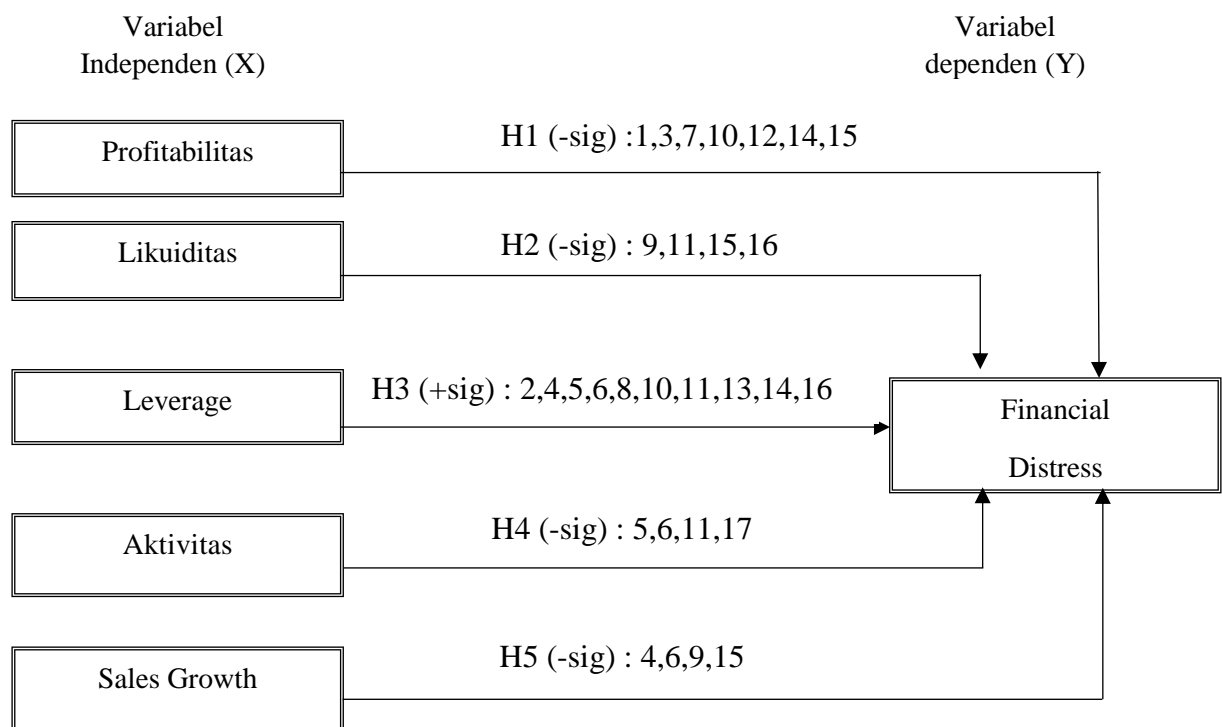 Variabel
Independen (X)
Variabel
dependen (Y)
Profitabilitas
H1 (-sig) :1,3,7,10,12,14,15
Likuiditas
H2 (-sig) : 9,11,15,16
Leverage
H3 (+sig) : 2,4,5,6,8,10,11,13,14,16
Financial
Distress
Aktivitas
H4 (-sig) : 5,6,11,17
Sales Growth
H5 (-sig) : 4,6,9,15